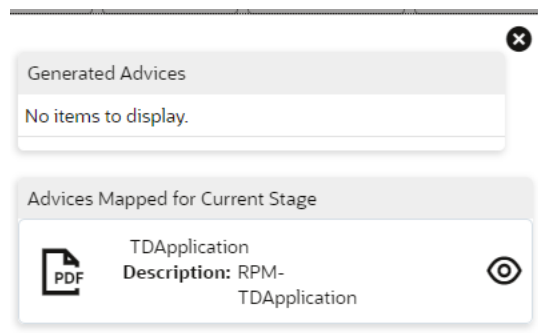 Generated Advices
No items to display.
Advices Mapped for Current Stage
TDApplication
PDF
Description: RPM-
TDApplication